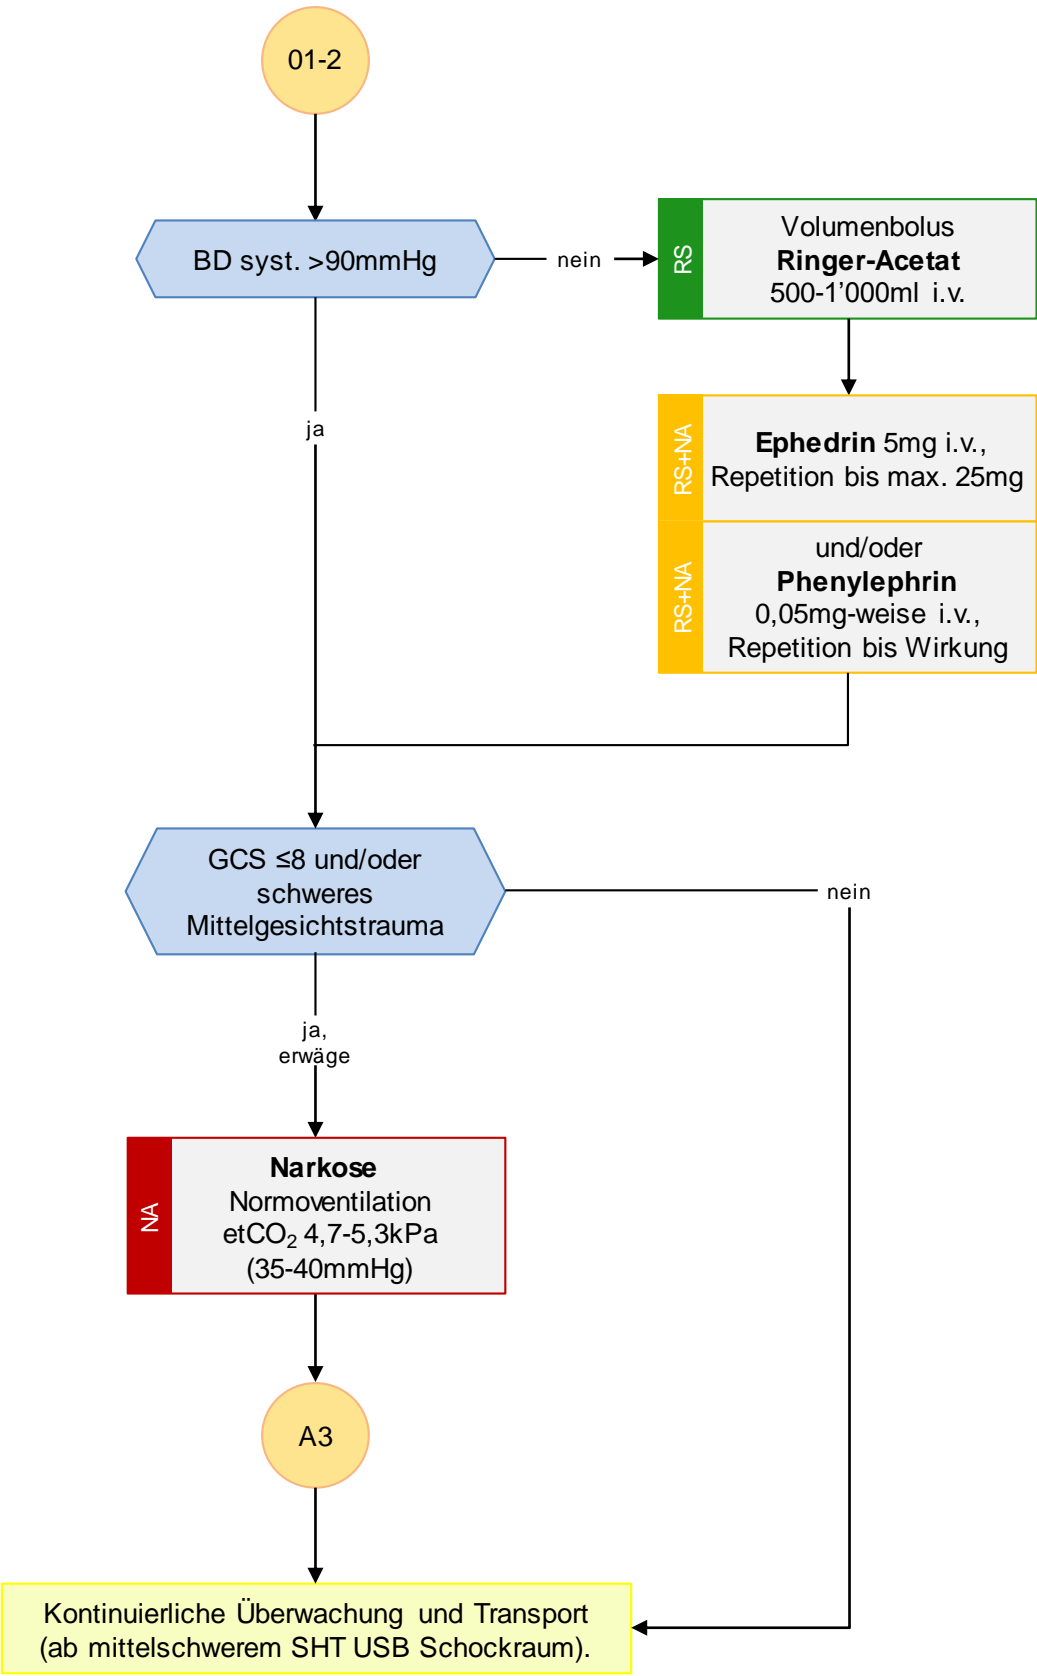 01-2
BD syst. >90mmHg
nein
RS
Volumenbolus
Ringer-Acetat
500-1’000ml i.v.
ja
RS+NA
Ephedrin 5mg i.v.,
Repetition bis max. 25mg
RS+NA
und/oder
Phenylephrin
0,05mg-weise i.v.,
Repetition bis Wirkung
GCS ≤8 und/oder
schweres
Mittelgesichtstrauma
nein
ja,
erwäge
NA
Narkose
Normoventilation
etCO₂ 4,7-5,3kPa
(35-40mmHg)
A3
Kontinuierliche Überwachung und Transport
(ab mittelschwerem SHT USB Schockraum).